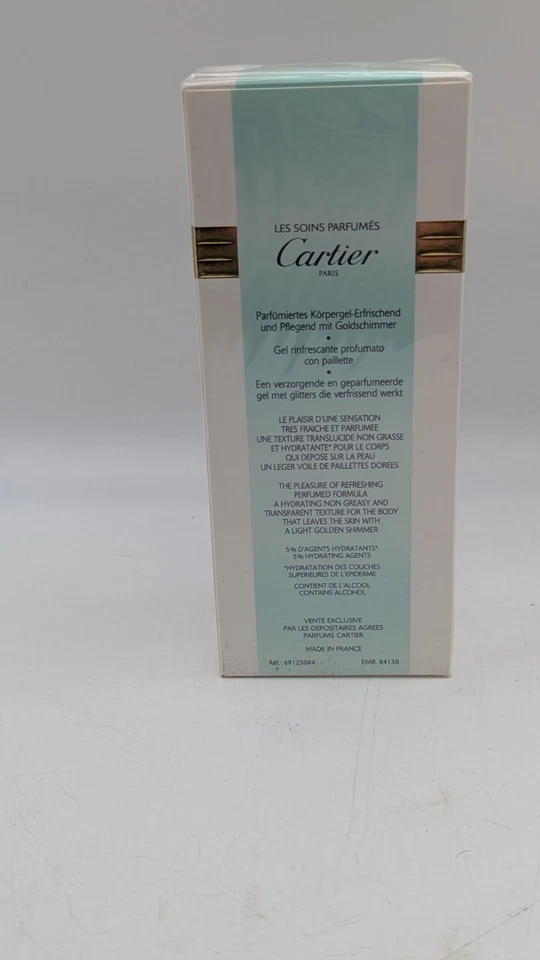 LES SOINS PARFUMÉS
Cartier
PARIS
Parfümiertes Körpergel-Erfrischend
und Pflegend mit Goldschimmer
•
Gel rinfrescante profumato
con paillette
•
Een verzorgende en geparfumeerde
gel met glitters die verfrissend werkt
LE PLAISIR D'UNE SENSATION
TRES FRAICHE ET PARFUMEE
UNE TEXTURE TRANSLUCIDE NON GRASSE
ET HYDRATANTE* POUR LE CORPS
QUI DEPOSE SUR LA PEAU
UN LEGER VOILE DE PAILLETTES DOREES
THE PLEASURE OF REFRESHING
PERFUMED FORMULA
A HYDRATING NON GREASY AND
TRANSPARENT TEXTURE FOR THE BODY
THAT LEAVES THE SKIN WITH
A LIGHT GOLDEN SHIMMER
5% D'AGENTS HYDRATANTS*
5% HYDRATING AGENTS
*HYDRATATION DES COUCHES
SUPERIEURES DE L'EPIDERME
CONTIENT DE L'ALCOOL
CONTAINS ALCOHOL
VENTE EXCLUSIVE
PAR LES DEPOSITAIRES AGREES
PARFUMS CARTIER
MADE IN FRANCE
Réf.: 69125044 EMB. 84138